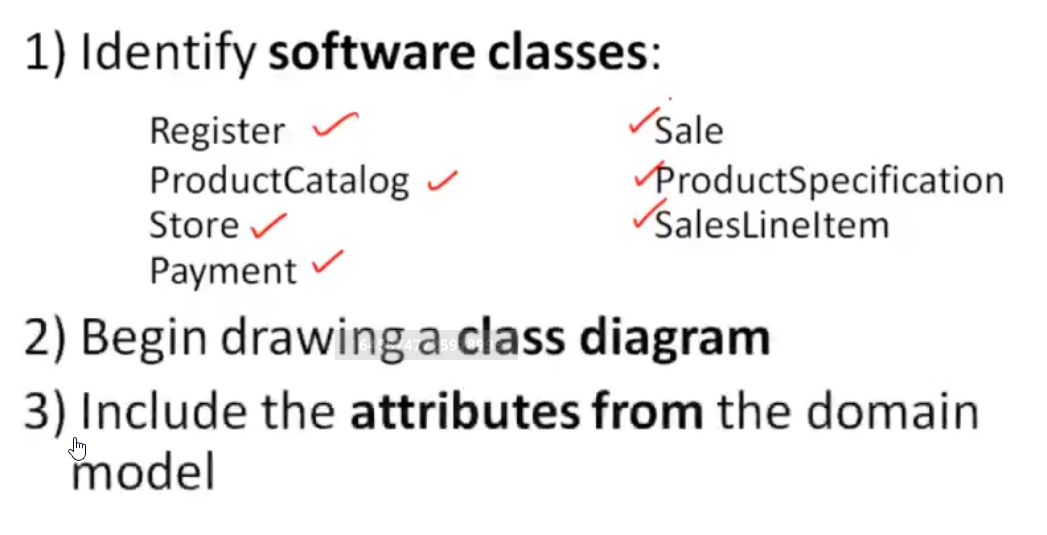 1) Identify software classes:
Register
Sale
ProductCatalog
ProductSpecification
Store
SalesLineItem
Payment
2) Begin drawing a class diagram
3) Include the attributes from the domain
model